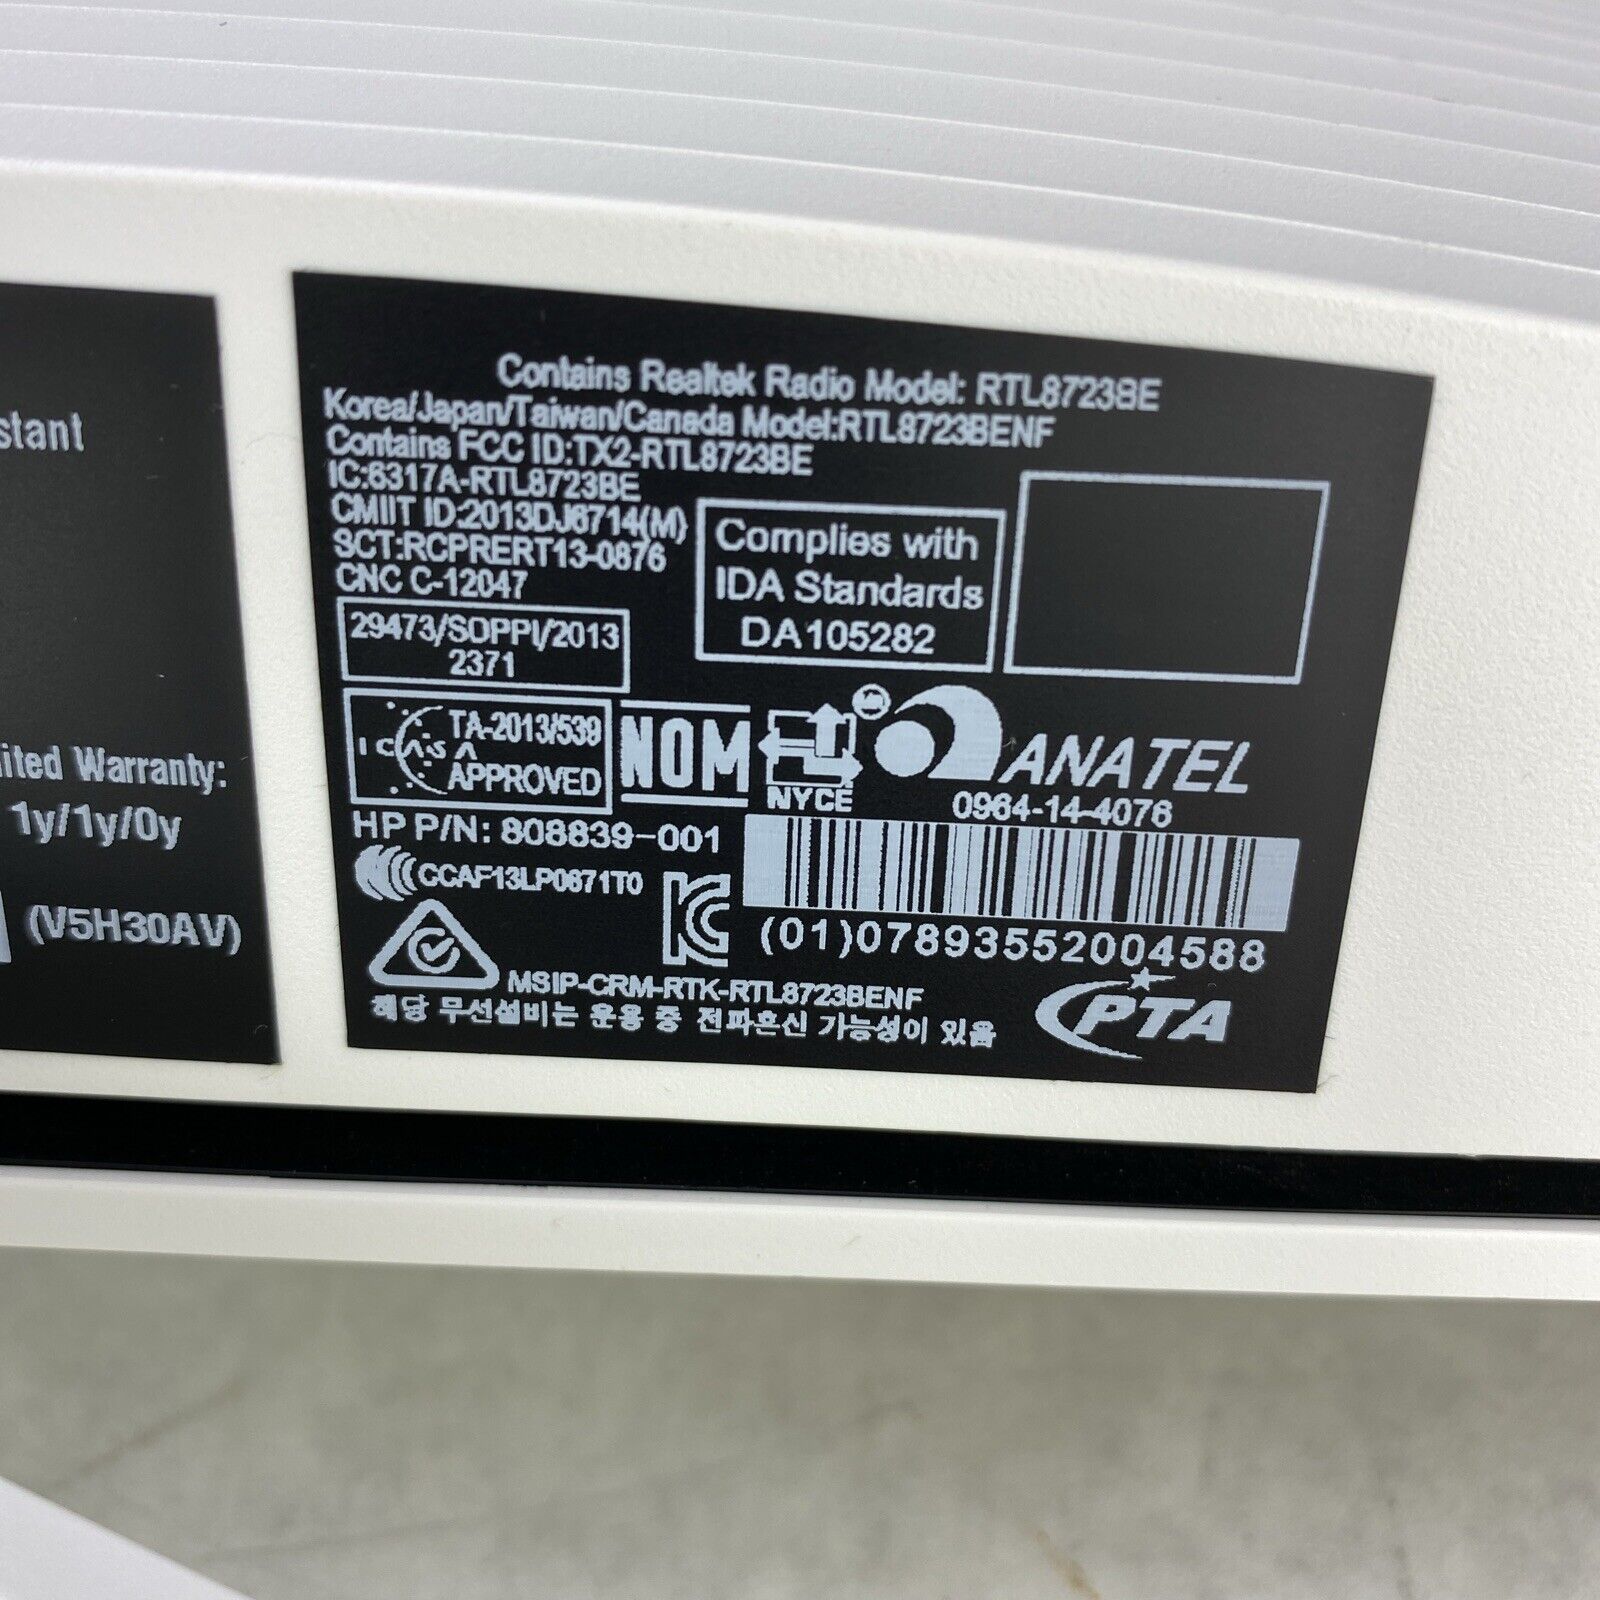 stant
ited Warranty:
1y/1y/0y
(V5H30AV)
Contains Realtek Radio Model: RTL8723BE
Korea/Japan/Taiwan/Canada Model:RTL8723BENF
Contains FCC ID:TX2-RTL8723BE
IC:6317A-RTL8723BE
CMIIT ID:2013DJ6714(M)
SCT:RCPRERT13-0876
CNC C-12047
Complies with
IDA Standards
DA105282
29473/SDPPI/2013
2371
ICASA
TA-2013/539
APPROVED
NOM
NYCE
ANATEL
0964-14-4076
HP P/N: 808839-001
CCAF13LP0671T0
(01)07893552004588
MSIP-CRM-RTK-RTL8723BENF
해당 무선설비는 운용 중 전파혼신 가능성이 있음
PTA